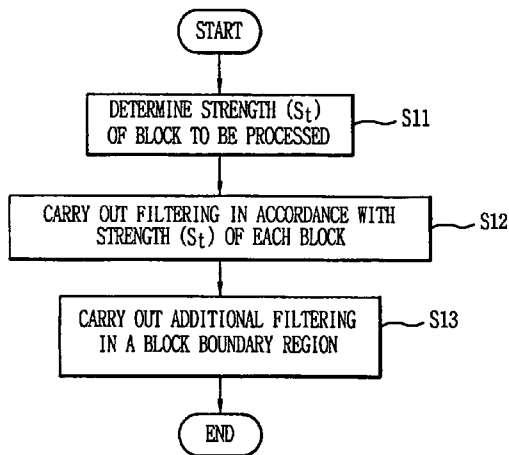 START
DETERMINE STRENGTH (St)
OF BLOCK TO BE PROCESSED
S11
CARRY OUT FILTERING IN ACCORDANCE WITH
STRENGTH (St) OF EACH BLOCK
S12
CARRY OUT ADDITIONAL FILTERING
IN A BLOCK BOUNDARY REGION
S13
END